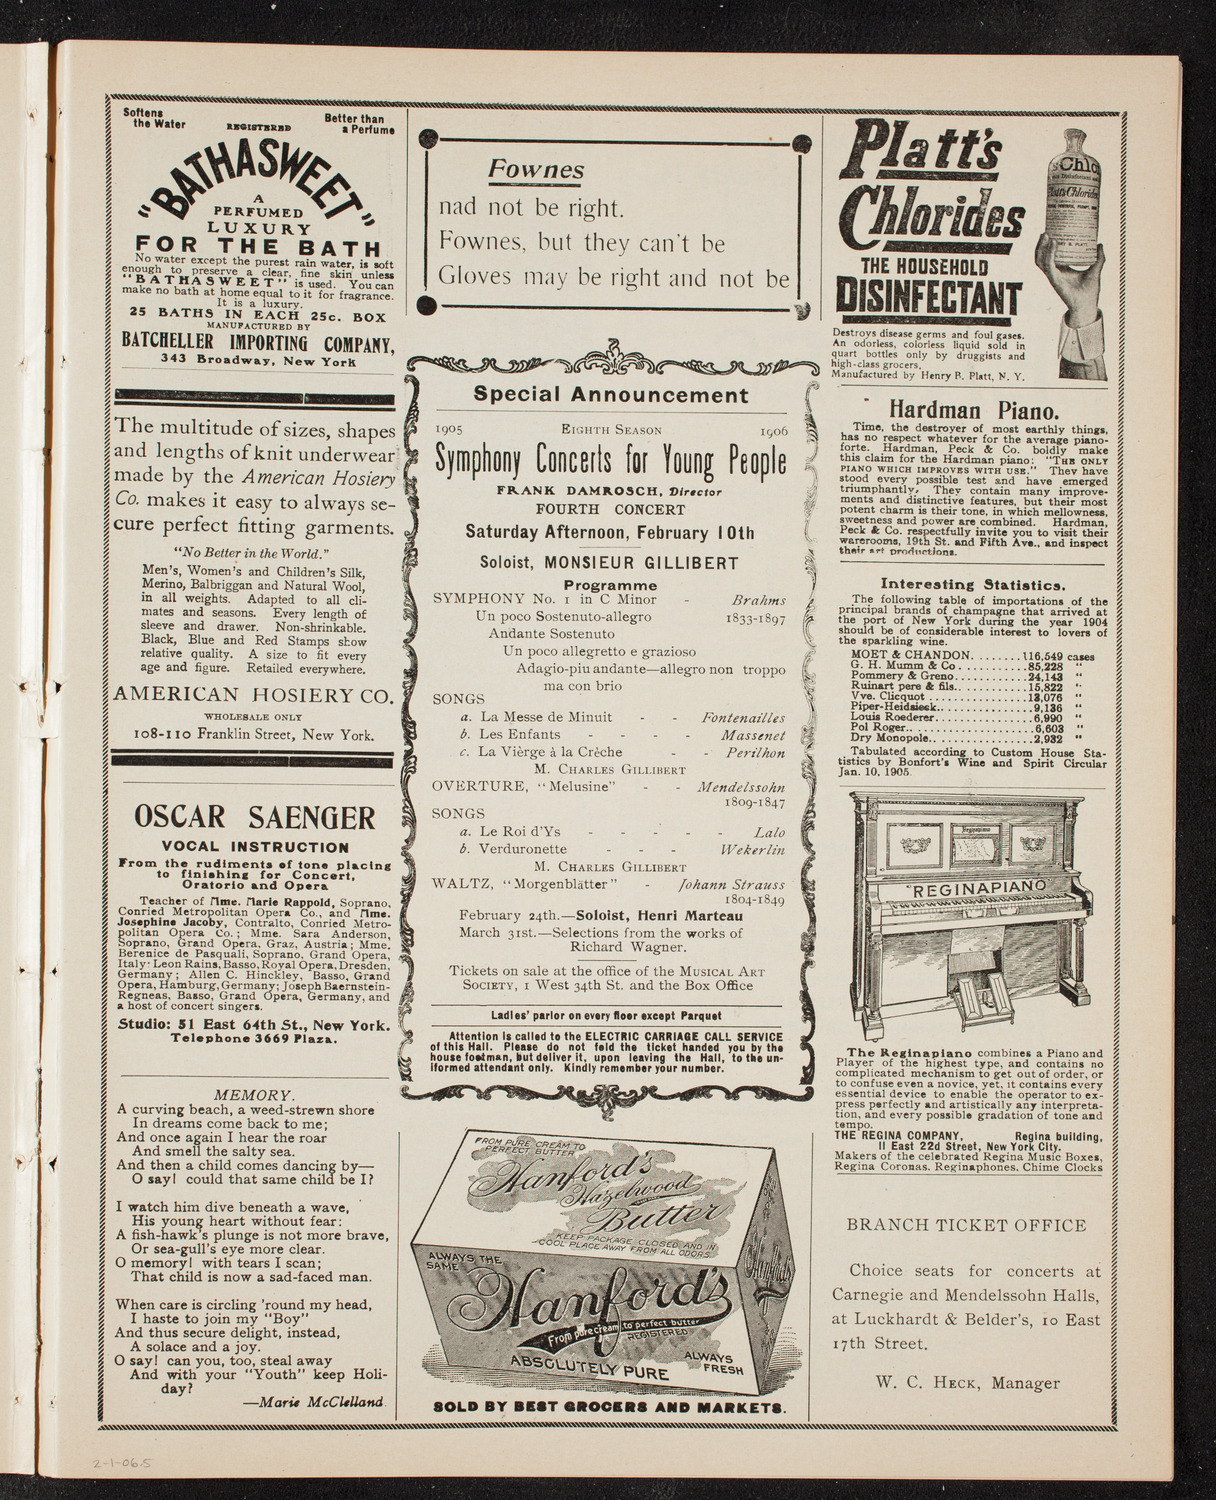 Softens
the Water
REGISTERED
Better than
a Perfume
"BATHASWEET"
A
PERFUMED
LUXURY
FOR THE BATH
No water except the purest rain water, is soft
enough to preserve a clear, fine skin unless
"BATHASWEET" is used. You can
make no bath at home equal to it for fragrance.
It is a luxury.
25 BATHS IN EACH 25c. BOX
MANUFACTURED BY
BATCHELLER IMPORTING COMPANY,
343 Broadway, New York
The multitude of sizes, shapes
and lengths of knit underwear
made by the American Hosiery
Co. makes it easy to always se-
cure perfect fitting garments.
"No Better in the World."
Men's, Women's and Children's Silk,
Merino, Balbriggan and Natural Wool,
in all weights. Adapted to all cli-
mates and seasons. Every length of
sleeve and drawer. Non-shrinkable.
Black, Blue and Red Stamps show
relative quality. A size to fit every
age and figure. Retailed everywhere.
AMERICAN HOSIERY CO.
WHOLESALE ONLY
108-110 Franklin Street, New York.
OSCAR SAENGER
VOCAL INSTRUCTION
From the rudiments of tone placing
to finishing for Concert,
Oratorio and Opera
Teacher of Mme. Marie Rappold, Soprano,
Conried Metropolitan Opera Co., and Mme.
Josephine Jacoby, Contralto, Conried Metro-
politan Opera Co.; Mme. Sara Anderson,
Soprano, Grand Opera, Graz, Austria; Mme.
Berenice de Pasquali, Soprano, Grand Opera,
Italy; Leon Rains, Basso, Royal Opera, Dresden,
Germany; Allen C. Hinckley, Basso, Grand
Opera, Hamburg, Germany; Joseph Baernstein-
Regneas, Basso, Grand Opera, Germany, and
a host of concert singers.
Studio: 51 East 64th St., New York.
Telephone 3669 Plaza.
MEMORY.
A curving beach, a weed-strewn shore
In dreams come back to me;
And once again I hear the roar
And smell the salty sea.
And then a child comes dancing by—
O say! could that same child be I?
I watch him dive beneath a wave,
His young heart without fear:
A fish-hawk's plunge is not more brave,
Or sea-gull's eye more clear.
O memory! with tears I scan;
That child is now a sad-faced man.
When care is circling 'round my head,
I haste to join my "Boy"
And thus secure delight, instead,
A solace and a joy.
O say! can you, too, steal away
And with your "Youth" keep Holi-
day?
—Marie McClelland.
Fownes
nad not be right.
Fownes, but they can't be
Gloves may be right and not be
Special Announcement
1905 EIGHTH SEASON 1906
Symphony Concerts for Young People
FRANK DAMROSCH, Director
FOURTH CONCERT
Saturday Afternoon, February 10th
Soloist, MONSIEUR GILLIBERT
Programme
SYMPHONY No. 1 in C Minor - Brahms
Un poco Sostenuto-allegro 1833-1897
Andante Sostenuto
Un poco allegretto e grazioso
Adagio-piu andante—allegro non troppo
ma con brio
SONGS
a. La Messe de Minuit - - Fontenailles
b. Les Enfants - - - - Massenet
c. La Vièrge à la Crèche - - Perilhon
M. CHARLES GILLIBERT
OVERTURE, "Melusine" - - Mendelssohn
1809-1847
SONGS
a. Le Roi d'Ys - - - - - Lalo
b. Verduronette - - - Wekerlin
M. CHARLES GILLIBERT
WALTZ, "Morgenblätter" - Johann Strauss
1804-1849
February 24th.—Soloist, Henri Marteau
March 31st.—Selections from the works of
Richard Wagner.
Tickets on sale at the office of the MUSICAL ART
SOCIETY, 1 West 34th St. and the Box Office
Ladies' parlor on every floor except Parquet
Attention is called to the ELECTRIC CARRIAGE CALL SERVICE
of this Hall. Please do not fold the ticket handed you by the
house footman, but deliver it, upon leaving the Hall, to the un-
iformed attendant only. Kindly remember your number.
FROM PURE CREAM TO
PERFECT BUTTER
Hanford's
Hazelwood
Butter
KEEP PACKAGE CLOSED AND IN
COOL PLACE AWAY FROM ALL ODORS
ALWAYS THE
SAME
Hanford's
From pure cream to perfect butter
REGISTERED
ABSOLUTELY PURE
ALWAYS
FRESH
Hanford's
SOLD BY BEST GROCERS AND MARKETS.
Platt's
Chlorides
THE HOUSEHOLD
DISINFECTANT
Destroys disease germs and foul gases.
An odorless, colorless liquid sold in
quart bottles only by druggists and
high-class grocers.
Manufactured by Henry B. Platt, N. Y.
Hardman Piano.
Time, the destroyer of most earthly things,
has no respect whatever for the average piano-
forte. Hardman, Peck & Co. boldly make
this claim for the Hardman piano: "THE ONLY
PIANO WHICH IMPROVES WITH USE." They have
stood every possible test and have emerged
triumphantly. They contain many improve-
ments and distinctive features, but their most
potent charm is their tone, in which mellowness,
sweetness and power are combined. Hardman,
Peck & Co. respectfully invite you to visit their
warerooms, 19th St. and Fifth Ave., and inspect
their art productions.
Interesting Statistics.
The following table of importations of the
principal brands of champagne that arrived at
the port of New York during the year 1904
should be of considerable interest to lovers of
the sparkling wine.
MOET & CHANDON........116,549 cases
G. H. Mumm & Co..........85,228 "
Pommery & Greno...........24,143 "
Ruinart pere & fils...........15,822 "
Vve. Clicquot................13,076 "
Piper-Heidsieck..............9,136 "
Louis Roederer...............6,990 "
Pol Roger...................6,603 "
Dry Monopole................2,932 "
Tabulated according to Custom House Sta-
tistics by Bonfort's Wine and Spirit Circular
Jan. 10, 1905.
Reginapiano
REGINAPIANO
The Reginapiano combines a Piano and
Player of the highest type, and contains no
complicated mechanism to get out of order, or
to confuse even a novice, yet, it contains every
essential device to enable the operator to ex-
press perfectly and artistically any interpreta-
tion, and every possible gradation of tone and
tempo.
THE REGINA COMPANY, Regina building,
11 East 22d Street, New York City.
Makers of the celebrated Regina Music Boxes,
Regina Coronas, Reginaphones, Chime Clocks
BRANCH TICKET OFFICE
Choice seats for concerts at
Carnegie and Mendelssohn Halls,
at Luckhardt & Belder's, 10 East
17th Street.
W. C. HECK, Manager
2-1-06.5